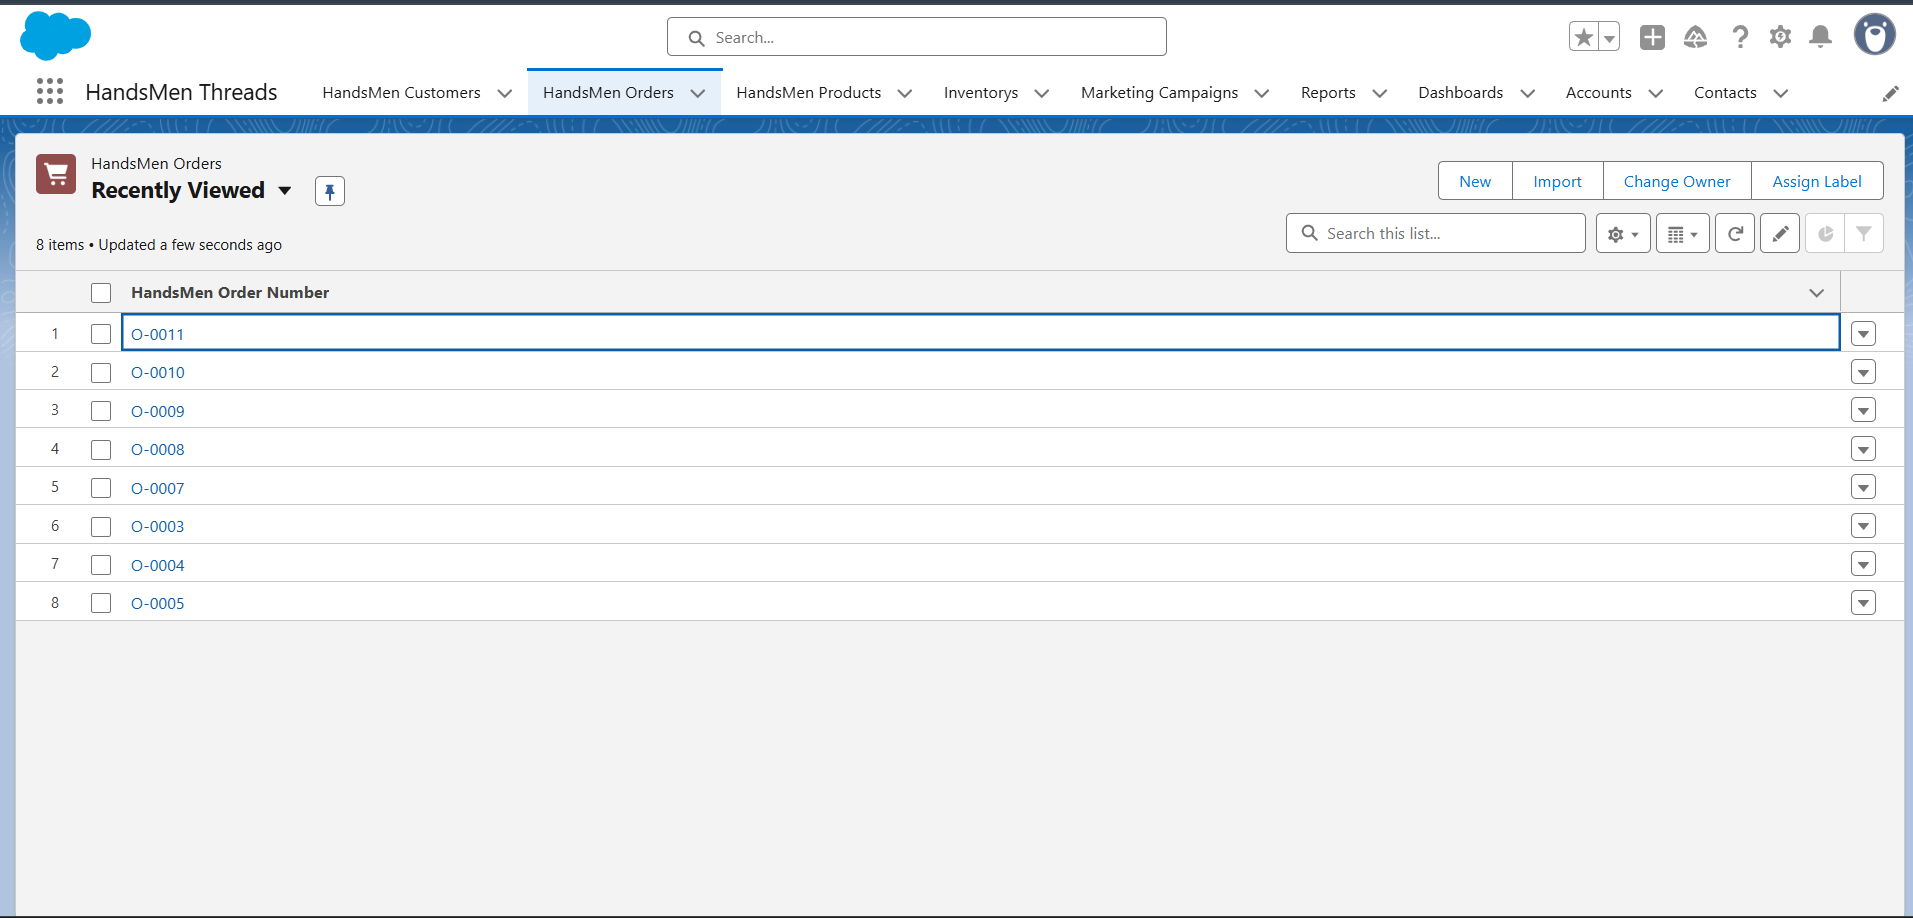 Search...
HandsMen Threads
HandsMen Customers
HandsMen Orders
HandsMen Products
Inventorys
Marketing Campaigns
Reports
Dashboards
Accounts
Contacts
HandsMen Orders
Recently Viewed
New
Import
Change Owner
Assign Label
8 items • Updated a few seconds ago
Search this list...
HandsMen Order Number
1 O-0011
2 O-0010
3 O-0009
4 O-0008
5 O-0007
6 O-0003
7 O-0004
8 O-0005